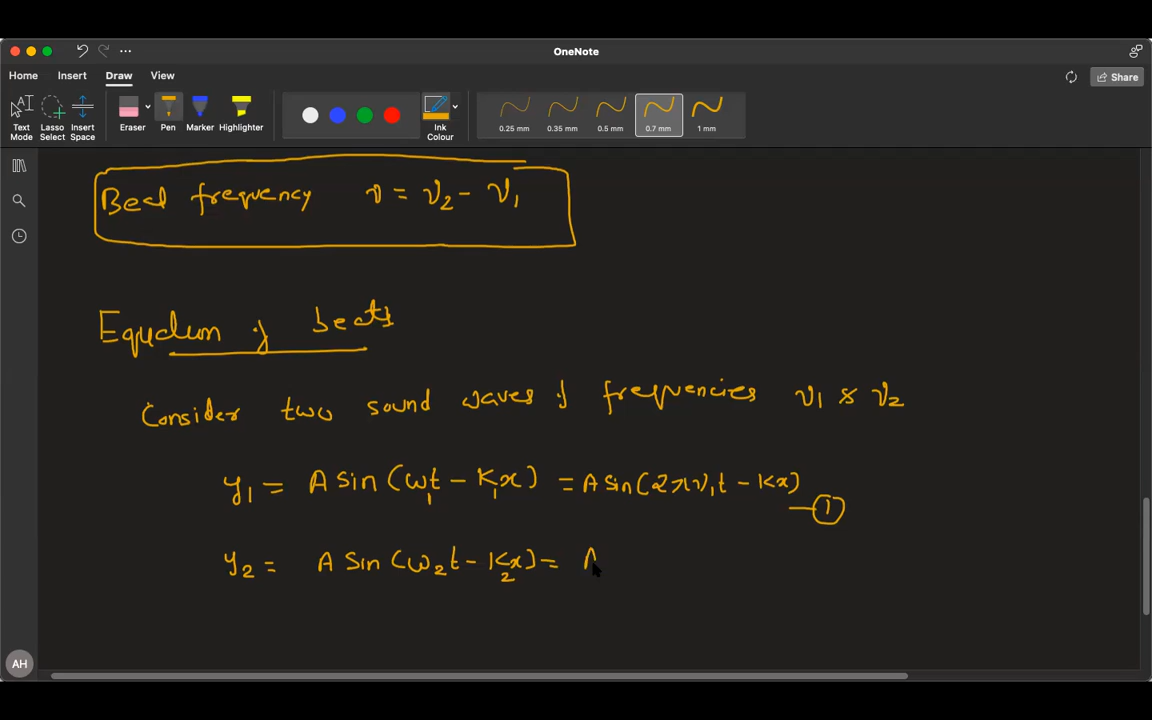 OneNote
Home Insert Draw View Share
Text Mode Lasso Select Insert Space Eraser Pen Marker Highlighter Ink Colour 0.25 mm 0.35 mm 0.5 mm 0.7 mm 1 mm
Beat frequency ν = ν₂ - ν₁
Equation of beats
Consider two sound waves of frequencies ν₁ & ν₂
y₁ = A sin(ω₁t - K₁x) = A sin(2πν₁t - Kx) —①
y₂ = A Sin(ω₂t - K₂x) = A
AH